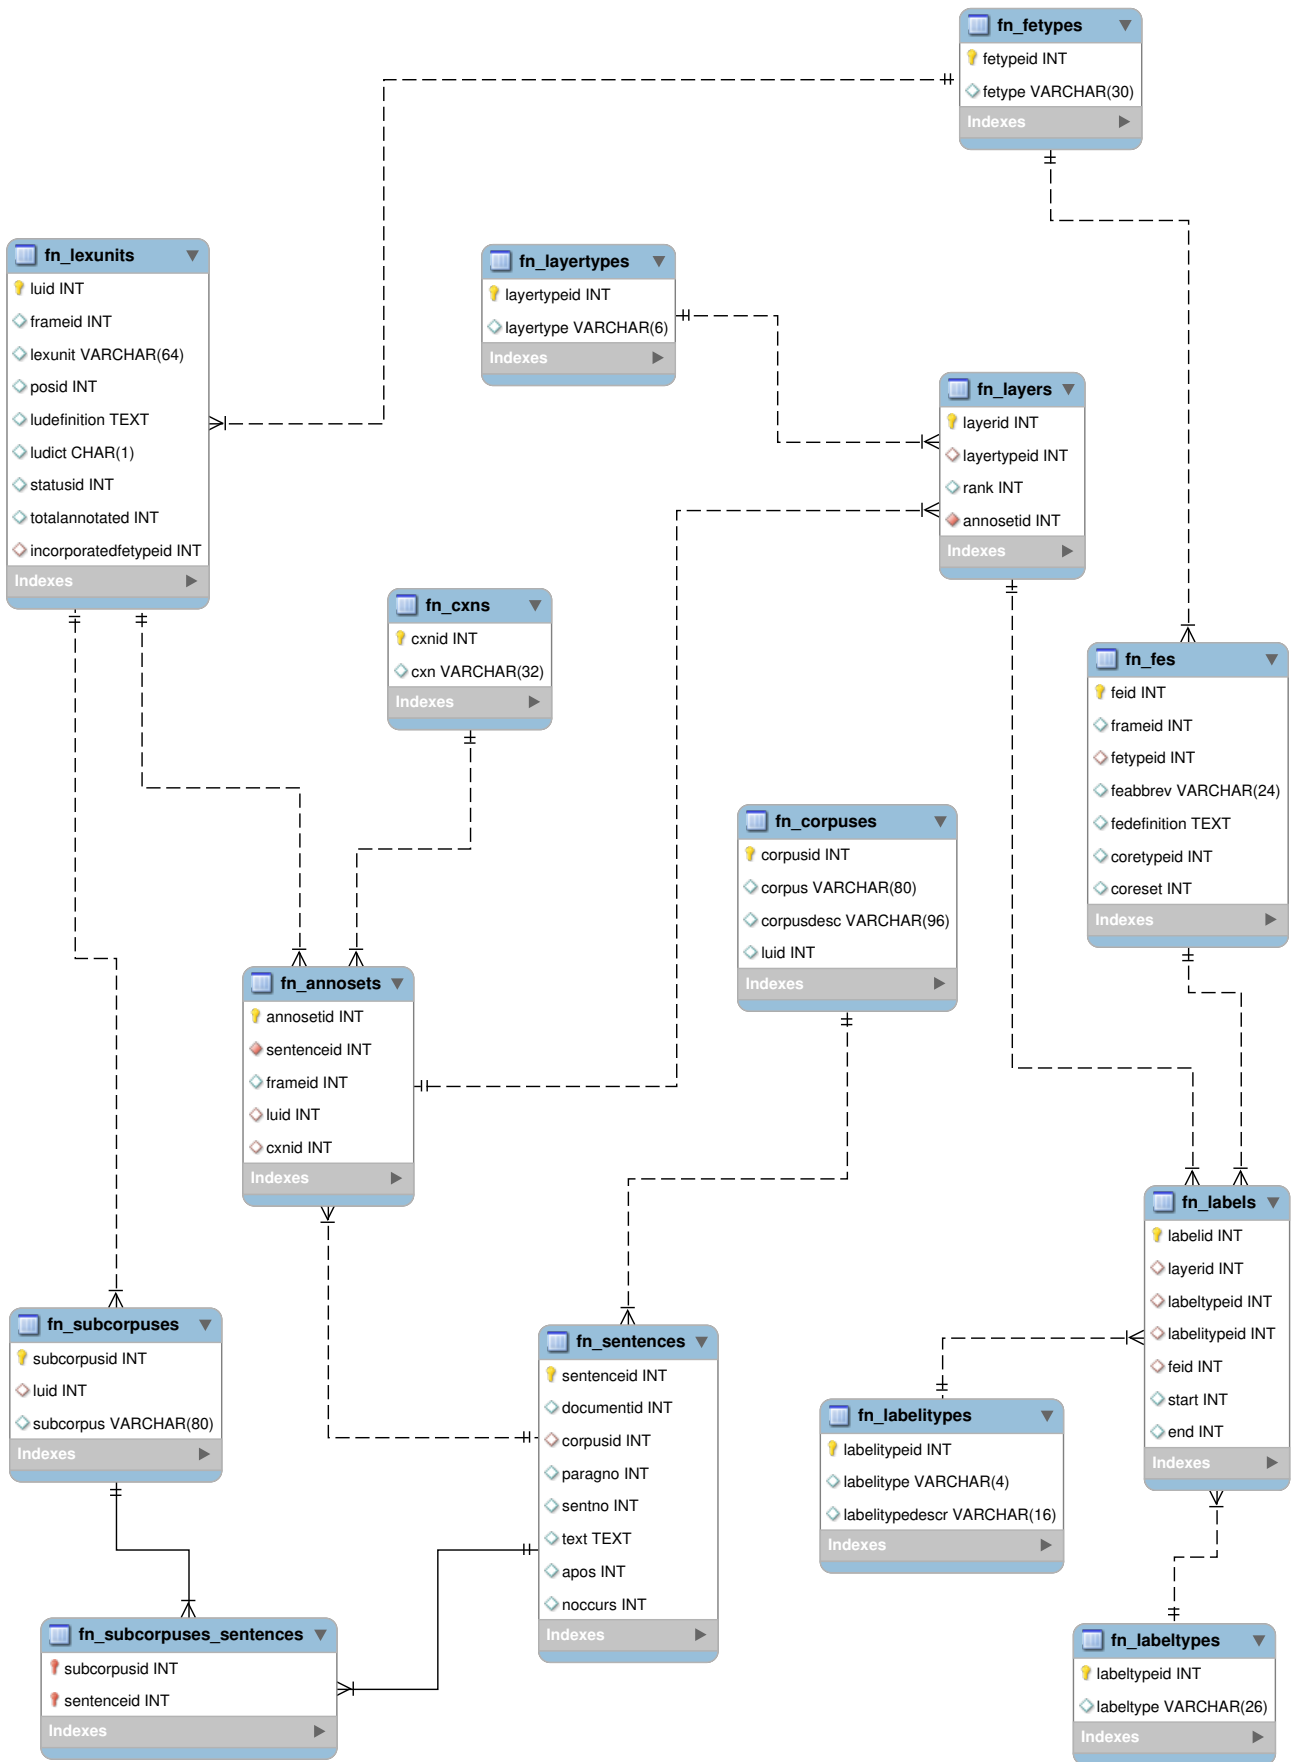 fn_fetypes
fetypeid INT
fetype VARCHAR(30)
Indexes
fn_lexunits
luid INT
frameid INT
lexunit VARCHAR(64)
posid INT
ludefinition TEXT
ludict CHAR(1)
statusid INT
totalannotated INT
incorporatedfetypeid INT
Indexes
fn_layertypes
layertypeid INT
layertype VARCHAR(6)
Indexes
fn_layers
layerid INT
layertypeid INT
rank INT
annosetid INT
Indexes
fn_cxns
cxnid INT
cxn VARCHAR(32)
Indexes
fn_fes
feid INT
frameid INT
fetypeid INT
feabbrev VARCHAR(24)
fedefinition TEXT
coretypeid INT
coreset INT
Indexes
fn_corpuses
corpusid INT
corpus VARCHAR(80)
corpusdesc VARCHAR(96)
luid INT
Indexes
fn_annosets
annosetid INT
sentenceid INT
frameid INT
luid INT
cxnid INT
Indexes
fn_labels
labelid INT
layerid INT
labeltypeid INT
labelitypeid INT
feid INT
start INT
end INT
Indexes
fn_subcorpuses
subcorpusid INT
luid INT
subcorpus VARCHAR(80)
Indexes
fn_sentences
sentenceid INT
documentid INT
corpusid INT
paragno INT
sentno INT
text TEXT
apos INT
noccurs INT
Indexes
fn_labelitypes
labelitypeid INT
labelitype VARCHAR(4)
labelitypedescr VARCHAR(16)
Indexes
fn_subcorpuses_sentences
subcorpusid INT
sentenceid INT
Indexes
fn_labeltypes
labeltypeid INT
labeltype VARCHAR(26)
Indexes